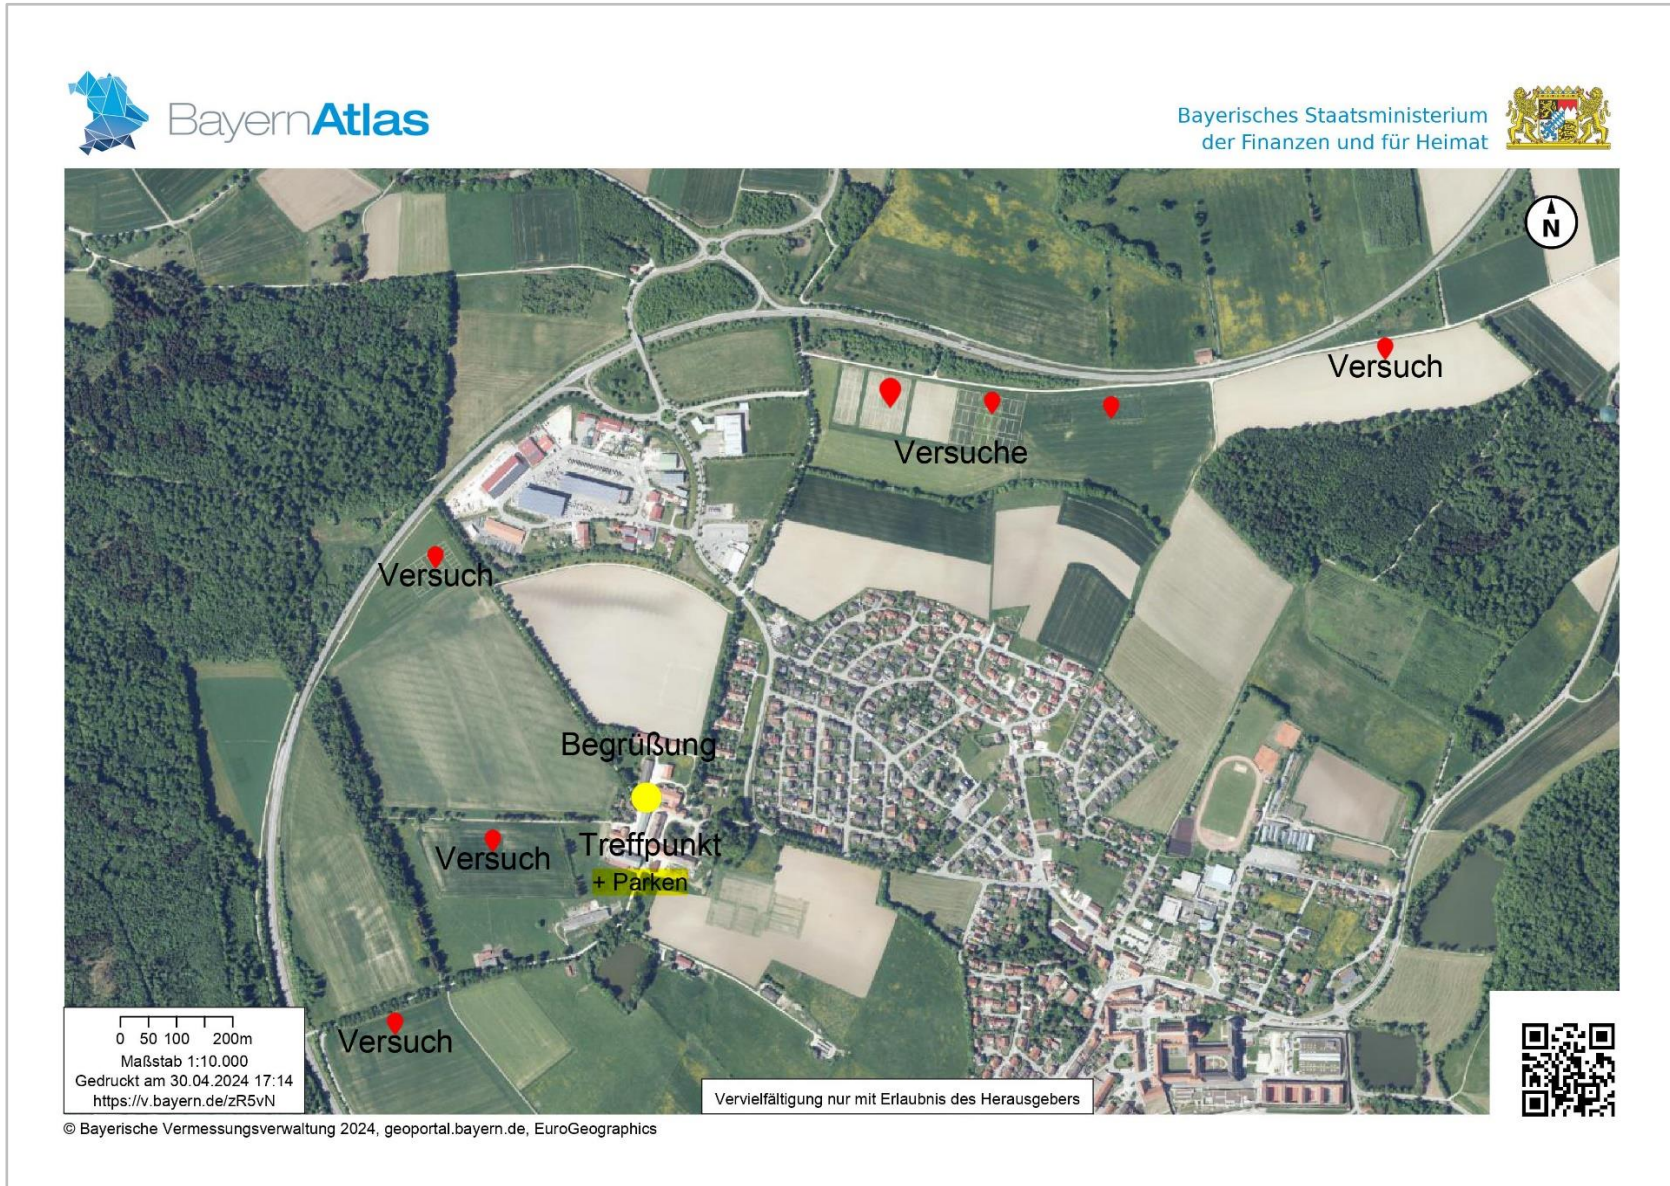 BayernAtlas
Bayerisches Staatsministerium
der Finanzen und für Heimat
N
Versuch
Versuche
Versuch
Begrüßung
Treffpunkt
+ Parken
Versuch
Versuch
0 50 100 200m
Maßstab 1:10.000
Gedruckt am 30.04.2024 17:14
https://v.bayern.de/zR5vN
Vervielfältigung nur mit Erlaubnis des Herausgebers
© Bayerische Vermessungsverwaltung 2024, geoportal.bayern.de, EuroGeographics